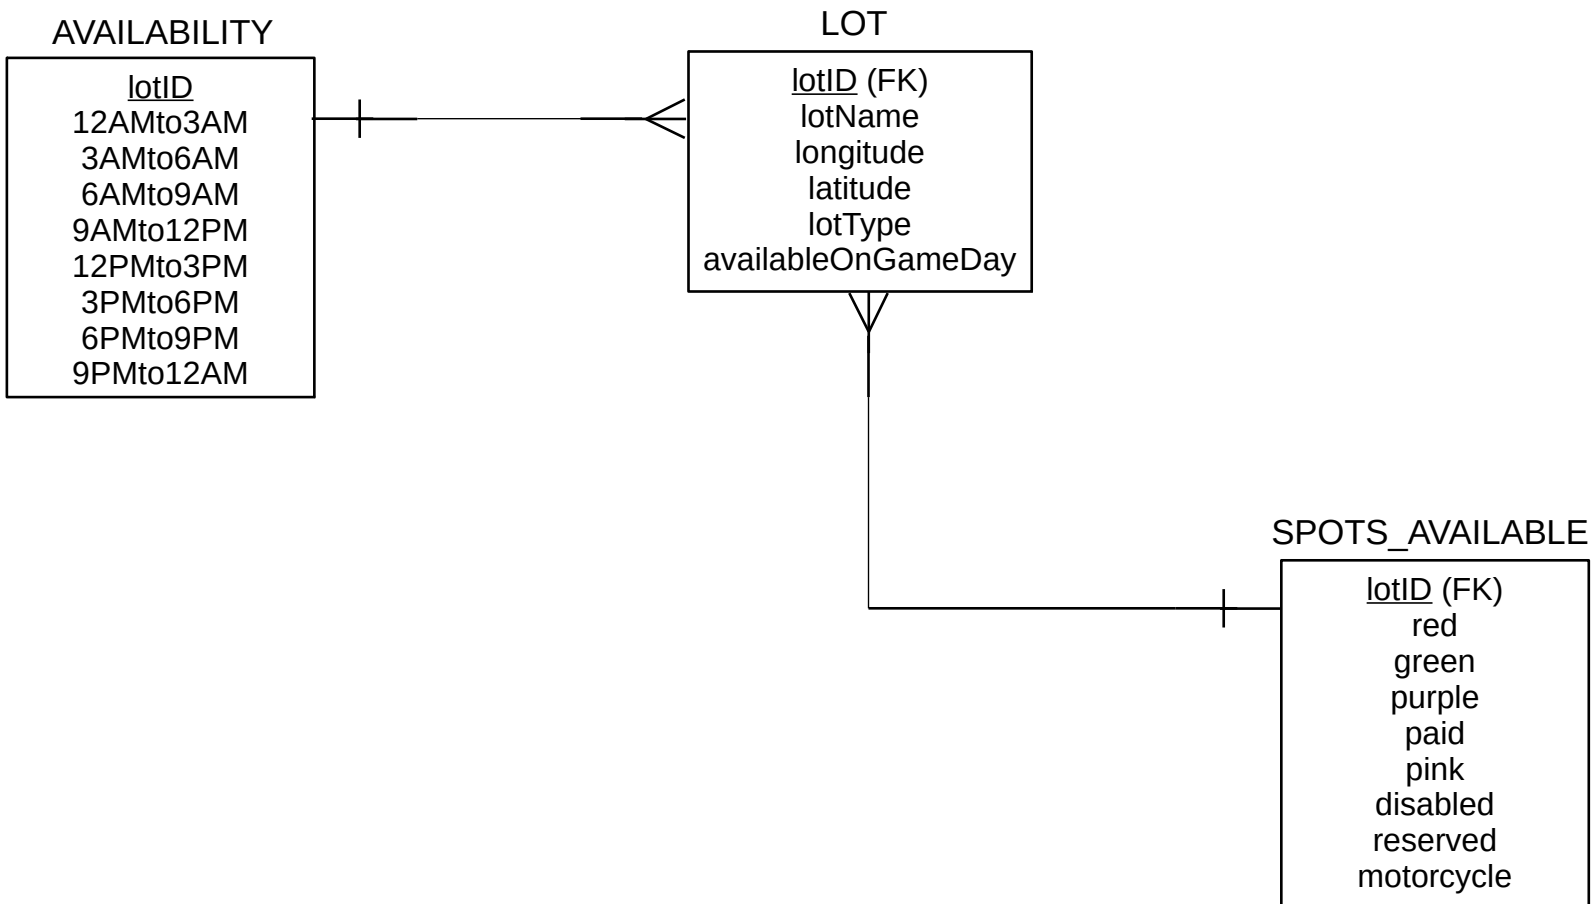 AVAILABILITY
lotID
12AMto3AM
3AMto6AM
6AMto9AM
9AMto12PM
12PMto3PM
3PMto6PM
6PMto9PM
9PMto12AM
LOT
lotID (FK)
lotName
longitude
latitude
lotType
availableOnGameDay
SPOTS_AVAILABLE
lotID (FK)
red
green
purple
paid
pink
disabled
reserved
motorcycle